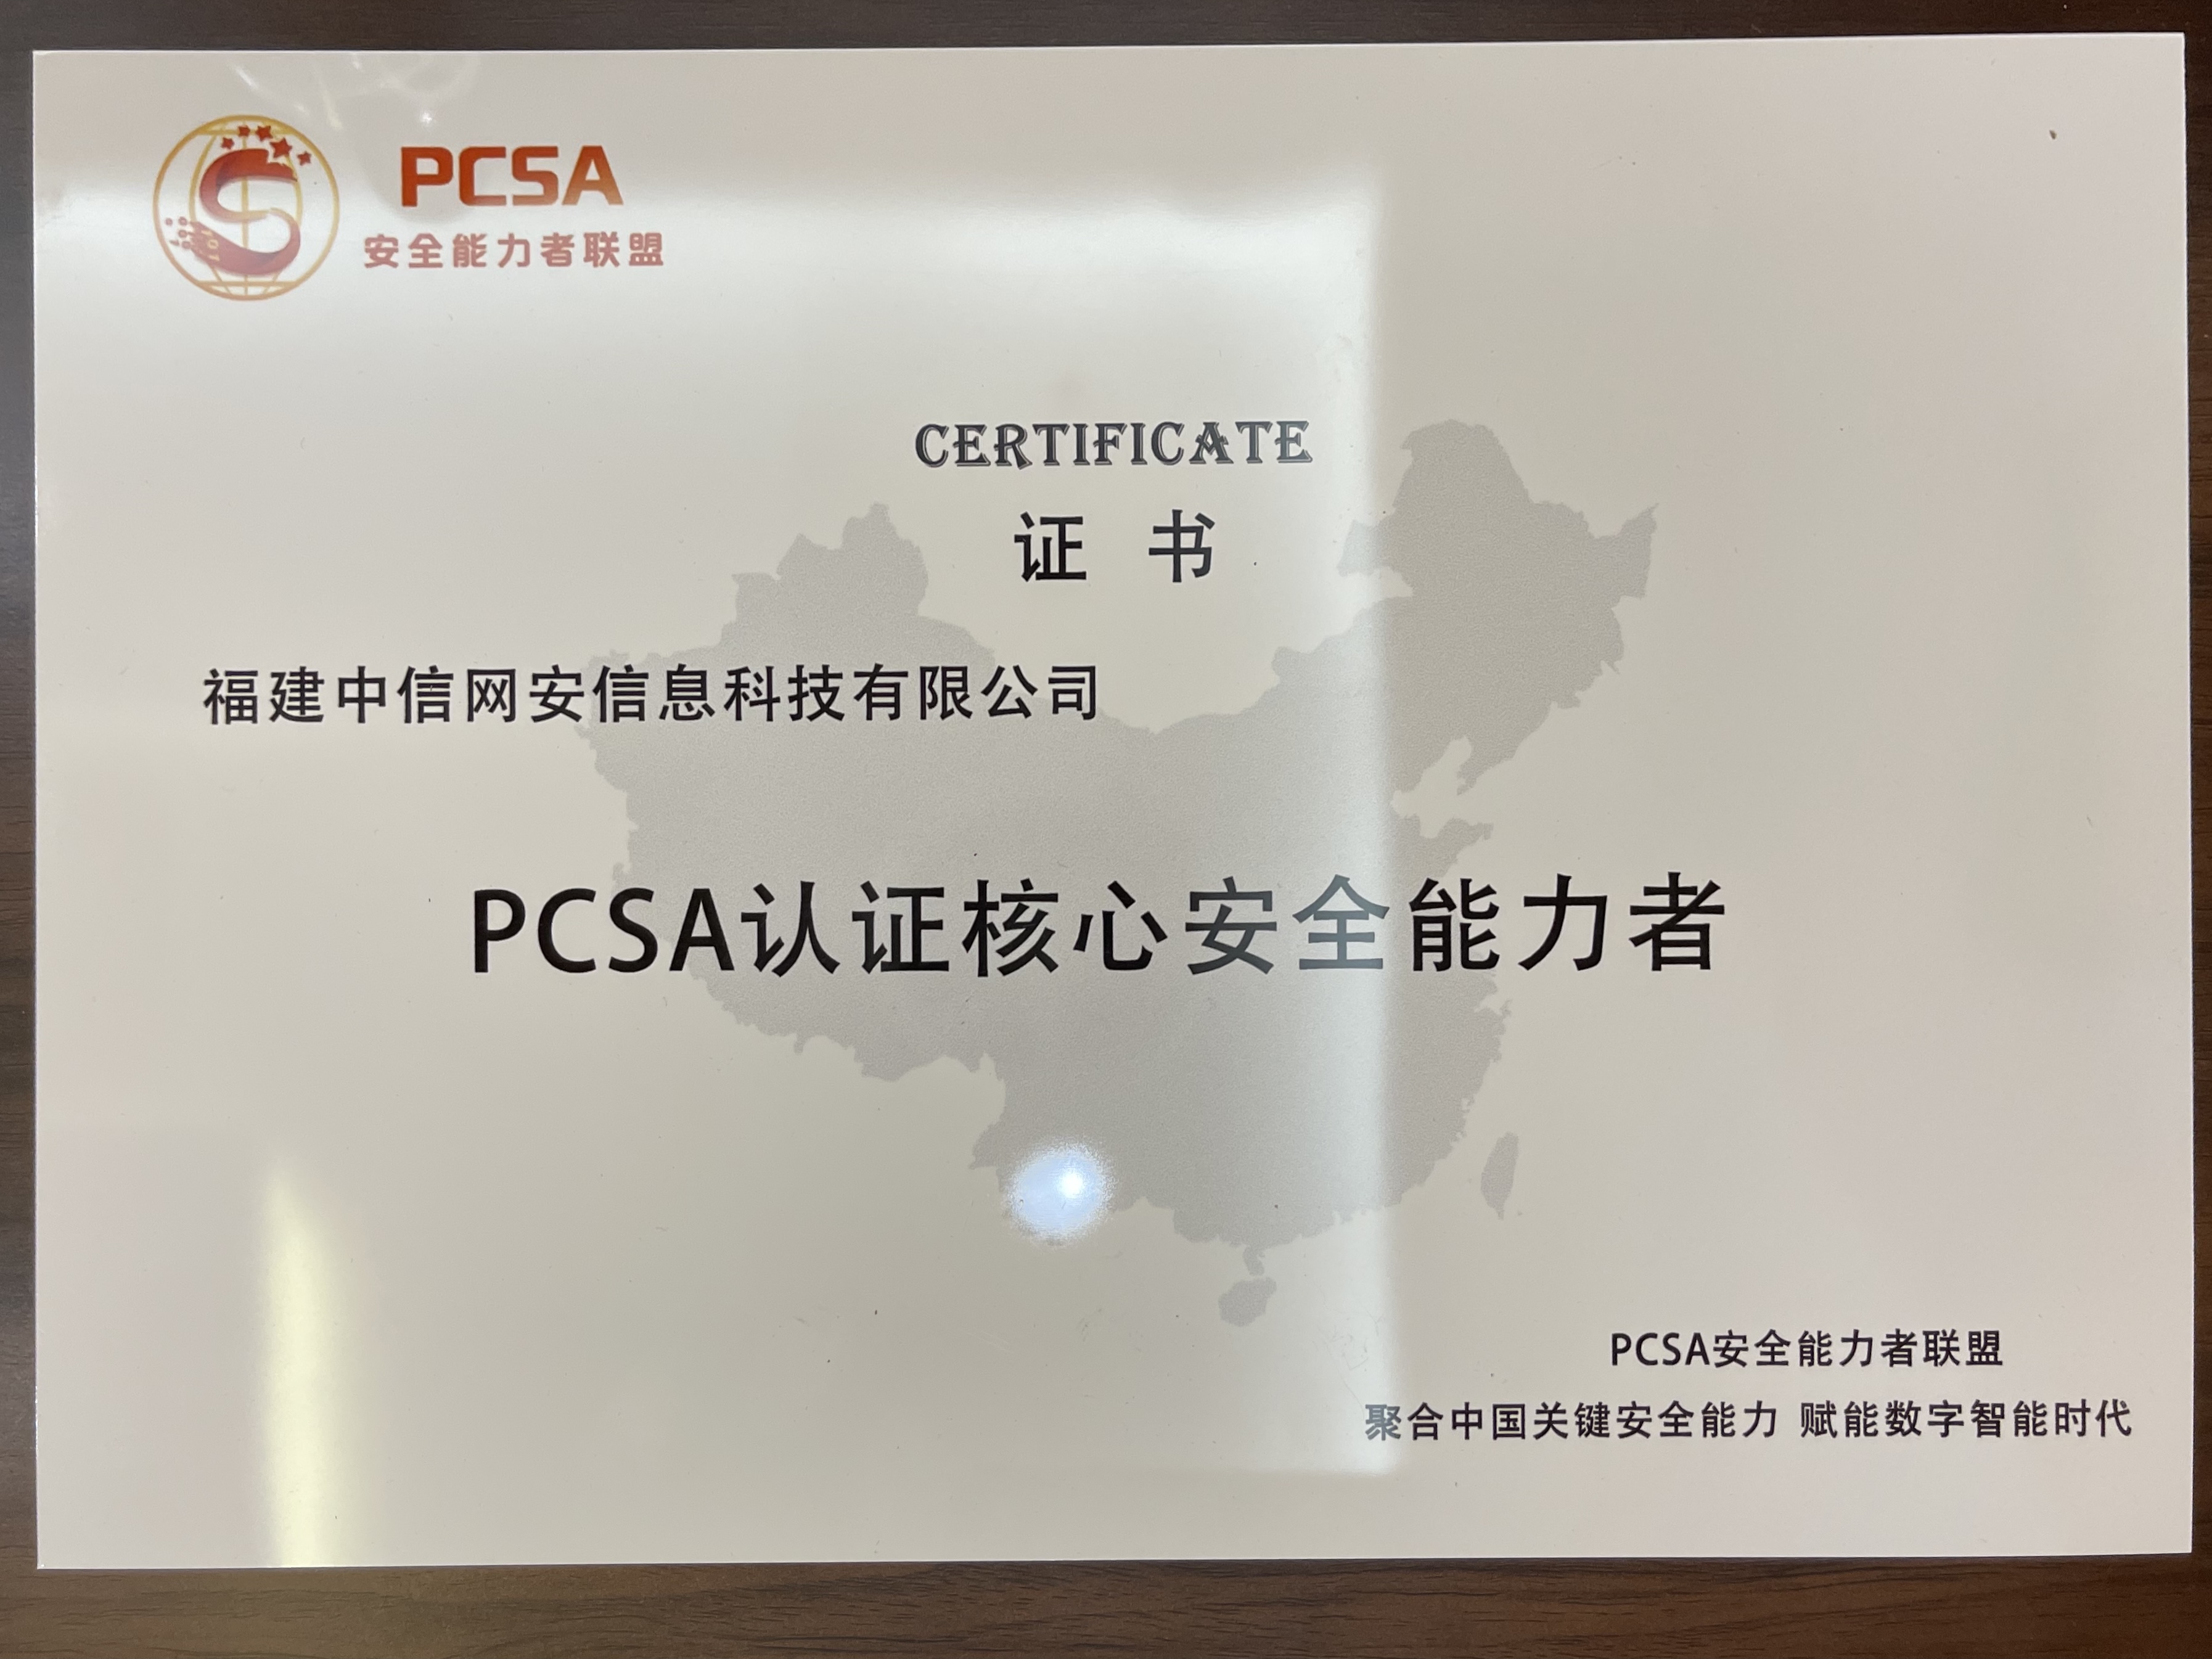 PCSA
安全能力者联盟
CERTIFICATE
证 书
福建中信网安信息科技有限公司
PCSA认证核心安全能力者
PCSA安全能力者联盟
聚合中国关键安全能力 赋能数字智能时代